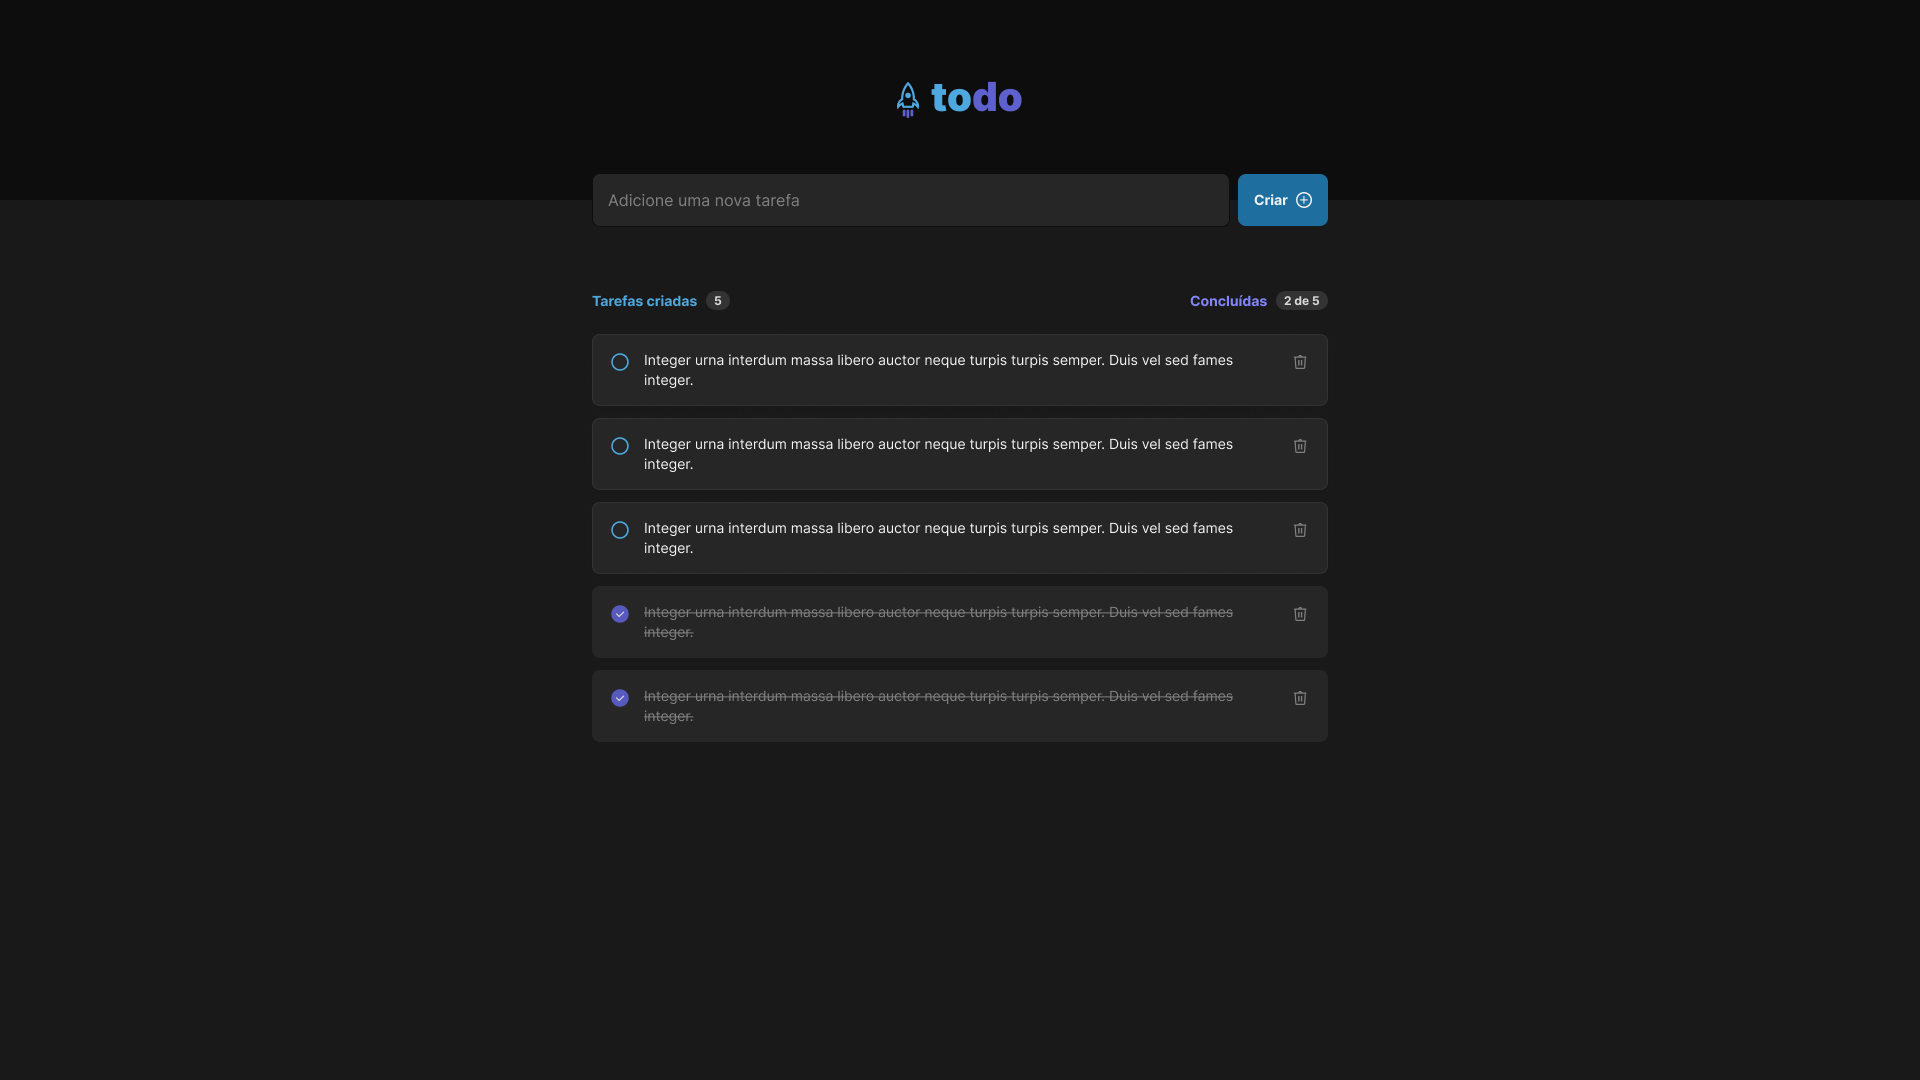 todo
Adicione uma nova tarefa
Criar
Tarefas criadas 5
Concluídas 2 de 5
Integer urna interdum massa libero auctor neque turpis turpis semper. Duis vel sed fames
integer.
Integer urna interdum massa libero auctor neque turpis turpis semper. Duis vel sed fames
integer.
Integer urna interdum massa libero auctor neque turpis turpis semper. Duis vel sed fames
integer.
Integer urna interdum massa libero auctor neque turpis turpis semper. Duis vel sed fames
integer.
Integer urna interdum massa libero auctor neque turpis turpis semper. Duis vel sed fames
integer.